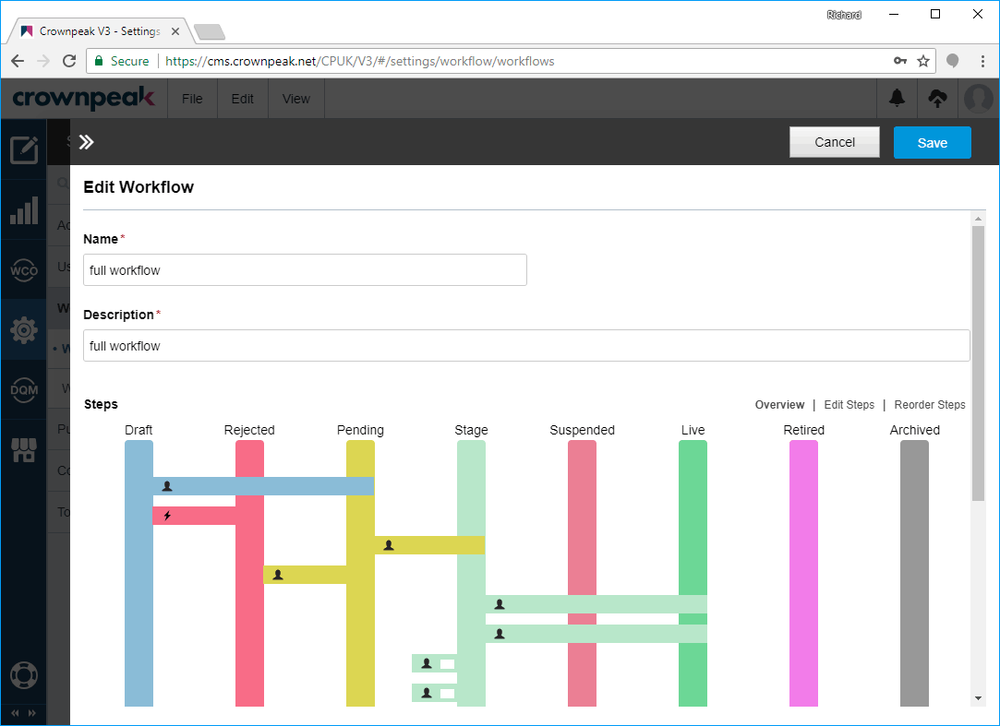 Richard
Crownpeak V3 - Settings
Secure https://cms.crownpeak.net/CPUK/V3/#/settings/workflow/workflows
crownpeak File Edit View
Cancel Save
Edit Workflow
Name*
full workflow
WCO
Description*
full workflow
DQM
Steps Overview | Edit Steps | Reorder Steps
Draft Rejected Pending Stage Suspended Live Retired Archived